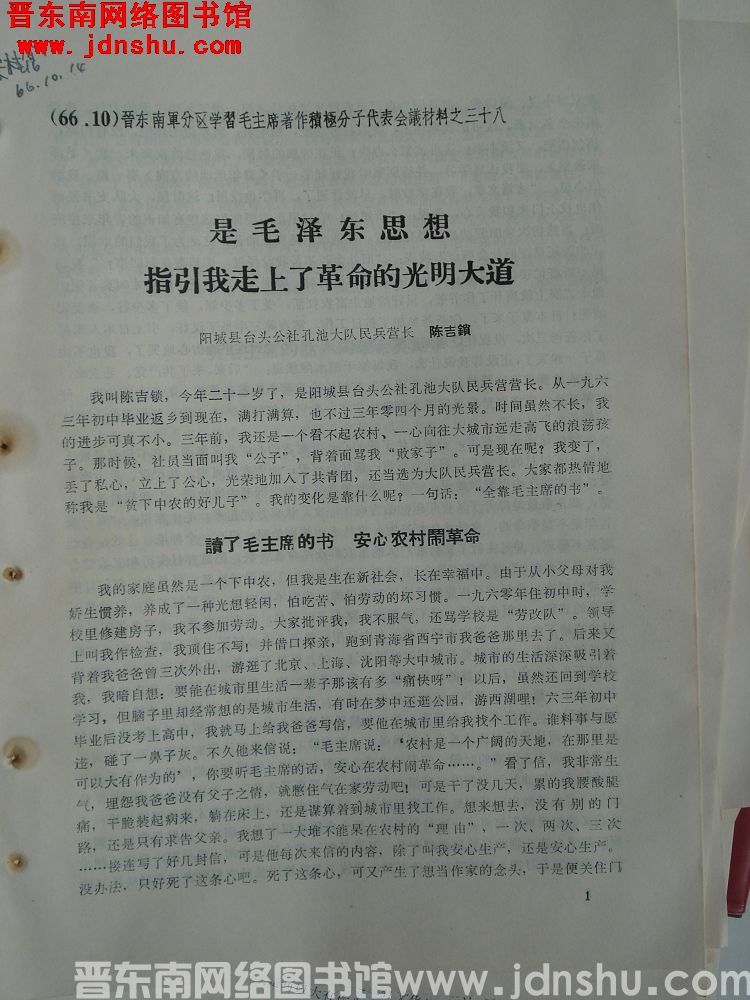 晋东南网络图书馆
www.jdnshu.com
66.10.14
(66.10)晉东南軍分区学習毛主席著作積極分子代表会議材料之三十八
是毛泽东思想
指引我走上了革命的光明大道
阳城县台头公社孔池大队民兵营长 陈吉鎖
我叫陈吉锁，今年二十一岁了，是阳城县台头公社孔池大队民兵营营长。从一九六
三年初中毕业返乡到现在，满打满算，也不过三年零四个月的光景。时间虽然不长，我
的进步可真不小。三年前，我还是一个看不起农村、一心向往大城市远走高飞的浪荡孩
子。那时候，社员当面叫我“公子”，背着面骂我“败家子”。可是现在呢？我变了，
丢了私心，立上了公心，光荣地加入了共青团，还当选为大队民兵营长。大家都热情地
称我是“贫下中农的好儿子”。我的变化是靠什么呢？一句话：“全靠毛主席的书”。
讀了毛主席的书 安心农村鬧革命
我的家庭虽然是一个下中农，但我是生在新社会，长在幸福中。由于从小父母对我
娇生惯养，养成了一种光想轻闲，怕吃苦、怕劳动的坏习惯。一九六零年住初中时，学
校里修建房子，我不参加劳动。大家批评我，我不服气，还骂学校是“劳改队”。领导
上叫我作检查，我顶住不写！并借口探亲，跑到青海省西宁市我爸爸那里去了。后来又
背着我爸爸曾三次外出，游逛了北京、上海、沈阳等大中城市。城市的生活深深吸引着
我，我暗自想：要能在城市里生活一辈子那该有多“痛快呀”！以后，虽然还回到学校
学习，但脑子里却经常想的是城市生活，有时在梦中还逛公园，游西湖哩！六三年初中
毕业后没考上高中，我就马上给我爸爸写信，要他在城市里给我找个工作。谁料事与愿
违，碰了一鼻子灰。不久他来信说：“毛主席说：‘农村是一个广阔的天地，在那里是
可以大有作为的’，你要听毛主席的话，安心在农村闹革命……。”看了信，我非常生
气，埋怨我爸爸没有父子之情，就憋住气在家劳动吧！可是干了没几天，累的我腰酸腿
痛，干脆装起病来，躺在床上，还是谋算着到城市里找工作。想来想去，没有别的门
路，还是只有求告父亲。我想了一大堆不能呆在农村的“理由”，一次、两次、三次
……接连写了好几封信，可是他每次来信的内容，除了叫我安心生产，还是安心生产。
没办法，只好死了这条心吧。死了这条心，可又产生了想当作家的念头，于是便关住门
1
晋东南网络图书馆www.jdnshu.com